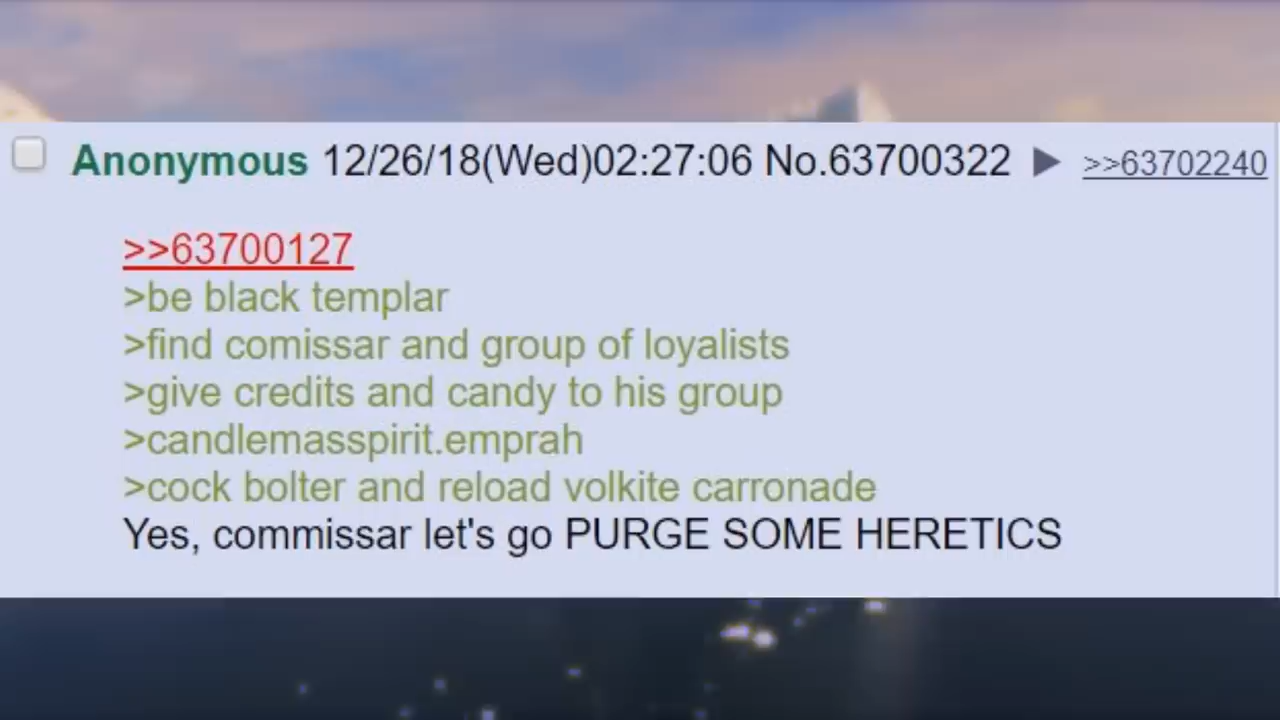 Anonymous 12/26/18(Wed)02:27:06 No.63700322 ▶ >>63702240
>>63700127
>be black templar
>find comissar and group of loyalists
>give credits and candy to his group
>candlemasspirit.emprah
>cock bolter and reload volkite carronade
Yes, commissar let's go PURGE SOME HERETICS